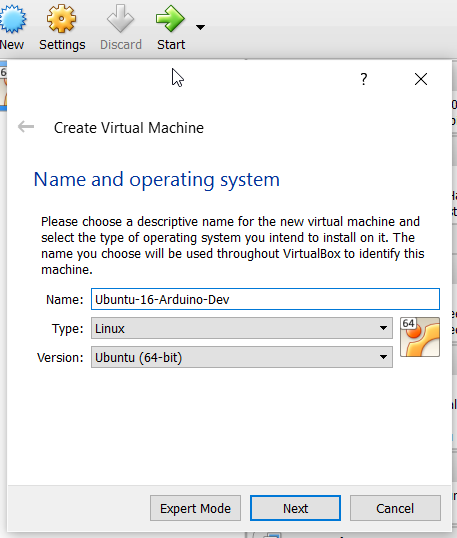 New Settings Discard Start
?
Create Virtual Machine
Name and operating system
Please choose a descriptive name for the new virtual machine and
select the type of operating system you intend to install on it. The
name you choose will be used throughout VirtualBox to identify this
machine.
Name: Ubuntu-16-Arduino-Dev
Type: Linux
64
Version: Ubuntu (64-bit)
Expert Mode Next Cancel